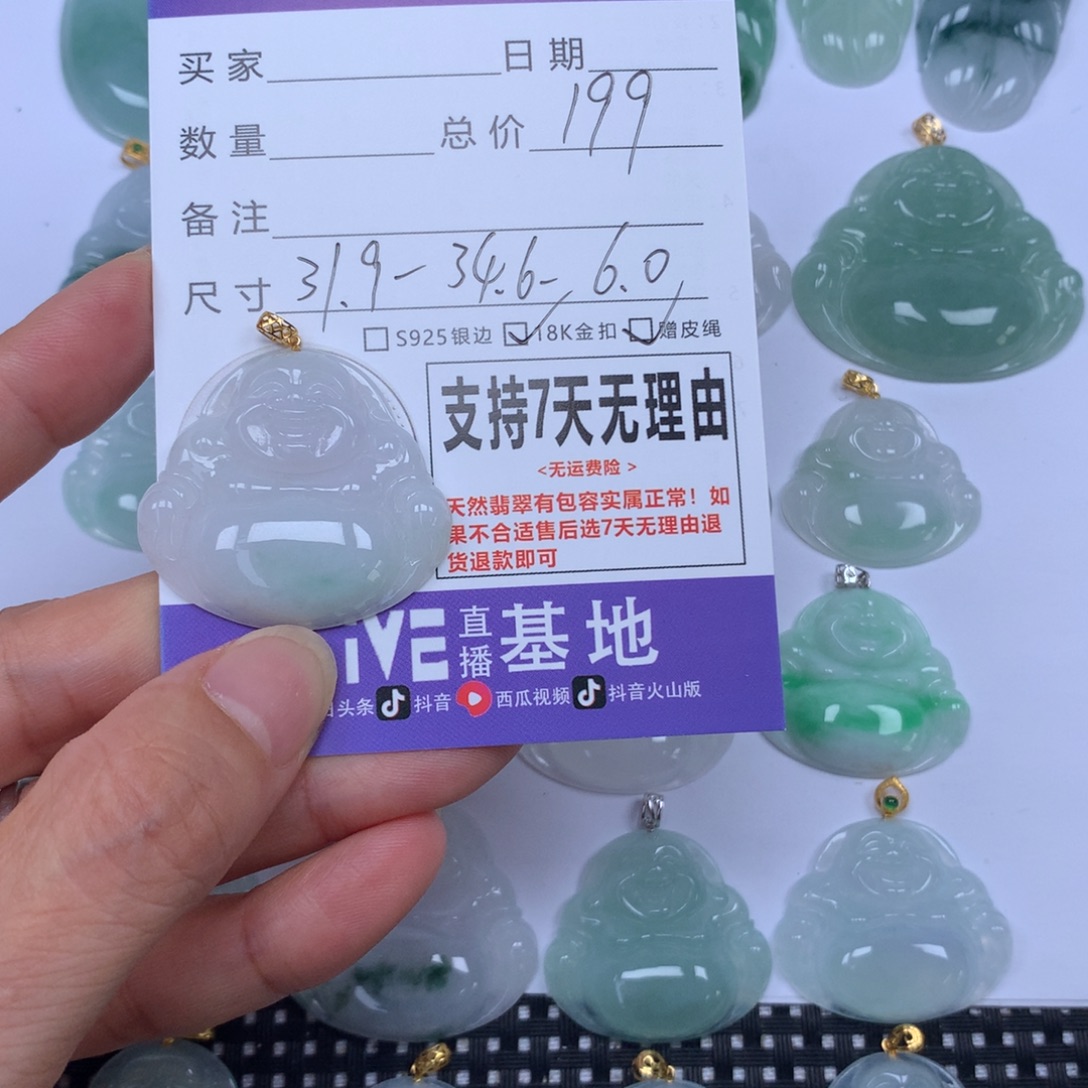 买家 日期
数量 总价 199
备注
尺寸 31.9-34.6-6.0
S925银边 18K金扣 赠皮绳
支持7天无理由
<无运费险 >
天然翡翠有包容实属正常！如
果不合适售后选7天无理由退
货退款即可
iVE 直播基地
头条 抖音 西瓜视频 抖音火山版